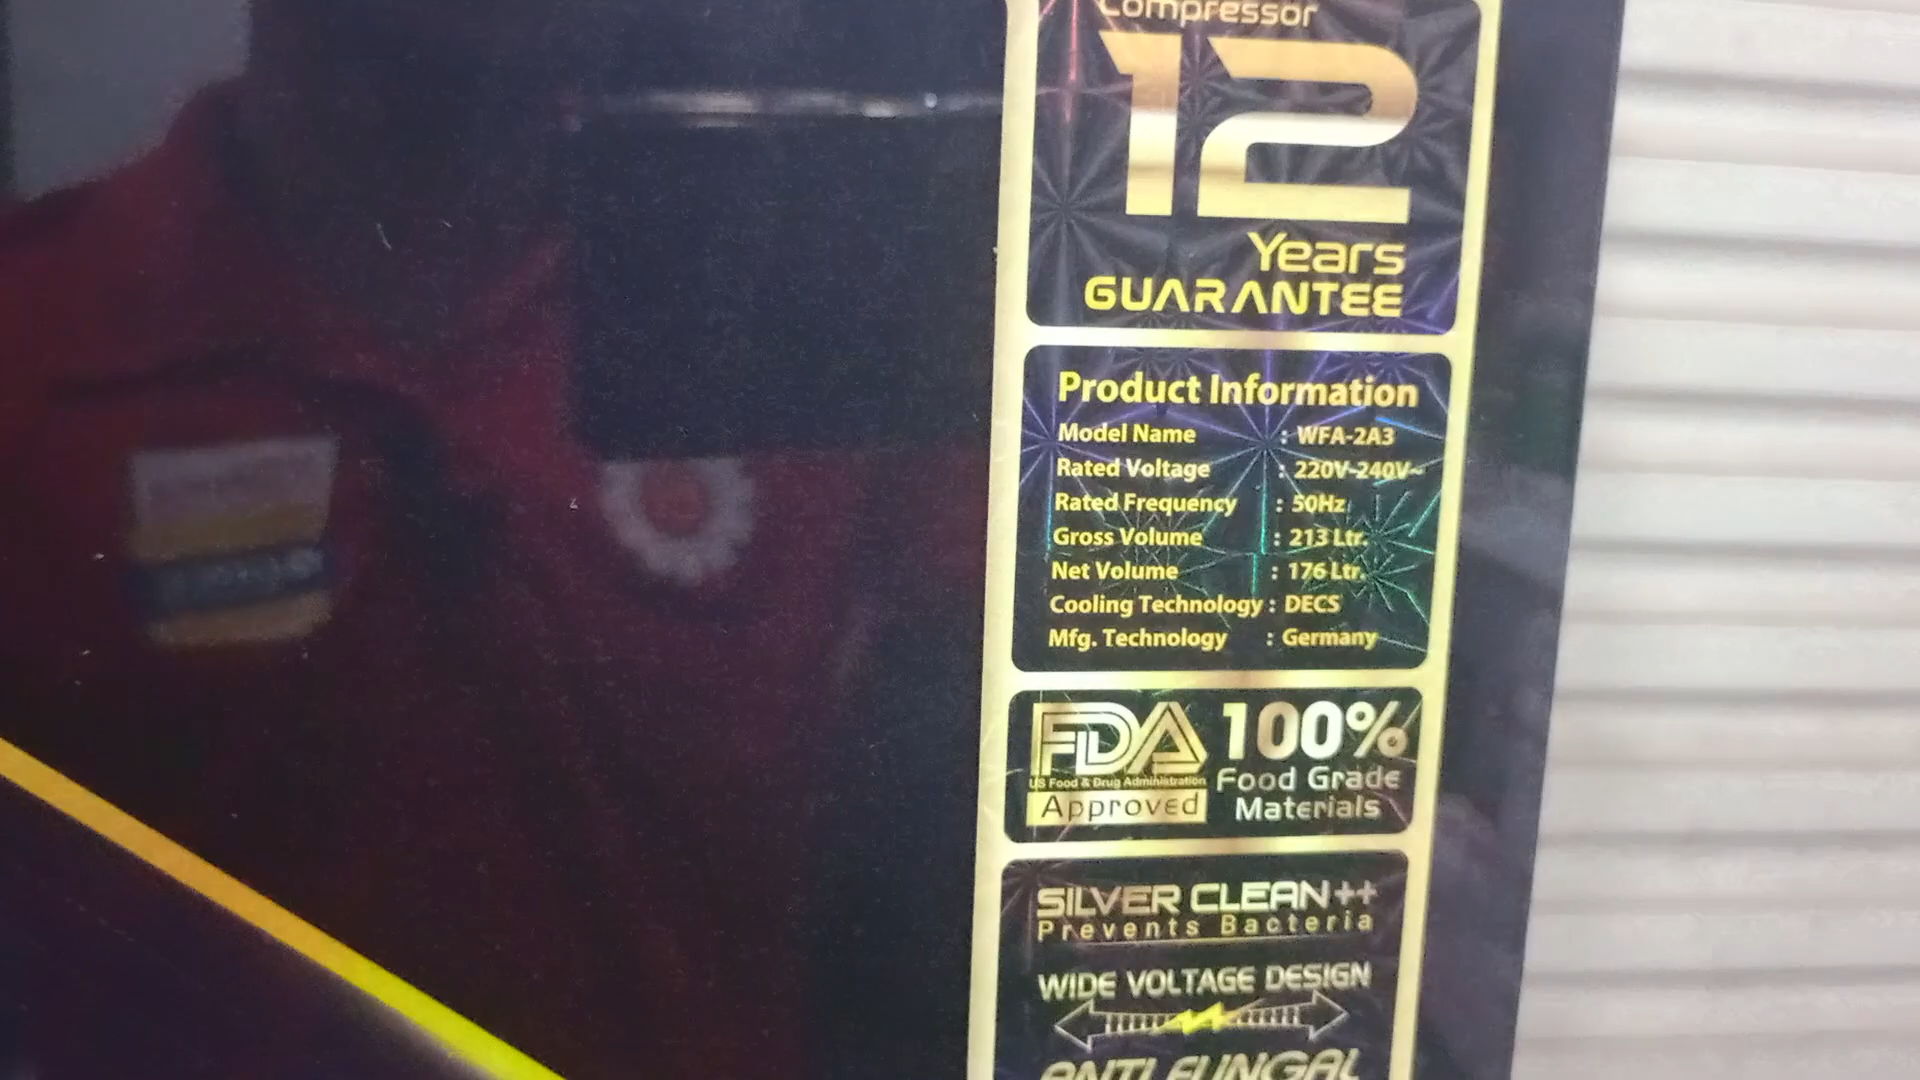 Compressor
12
Years
GUARANTEE
Product Information
Model Name : WFA-2A3
Rated Voltage : 220V-240V~
Rated Frequency : 50Hz
Gross Volume : 213 Ltr.
Net Volume : 176 Ltr.
Cooling Technology : DECS
Mfg. Technology : Germany
FDA
US Food & Drug Administration
Approved
100%
Food Grade
Materials
SILVER CLEAN++
Prevents Bacteria
WIDE VOLTAGE DESIGN
ANTI FUNGAL